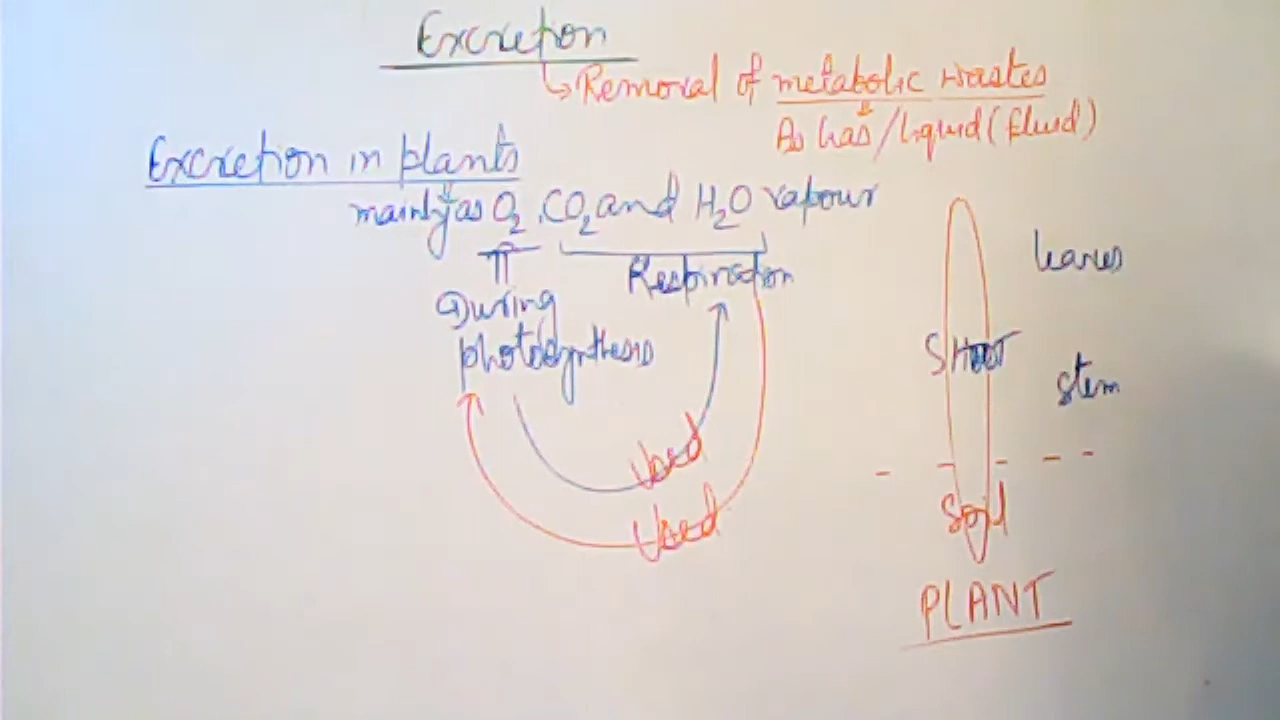 Excretion
↳ Removal of metabolic wastes
As Gas/liquid (fluid)
Excretion in plants
mainly as O₂, CO₂ and H₂O vapour
During
photosynthesis
Respiration
Used
Used
leaves
SHOOT
stem
Soil
PLANT